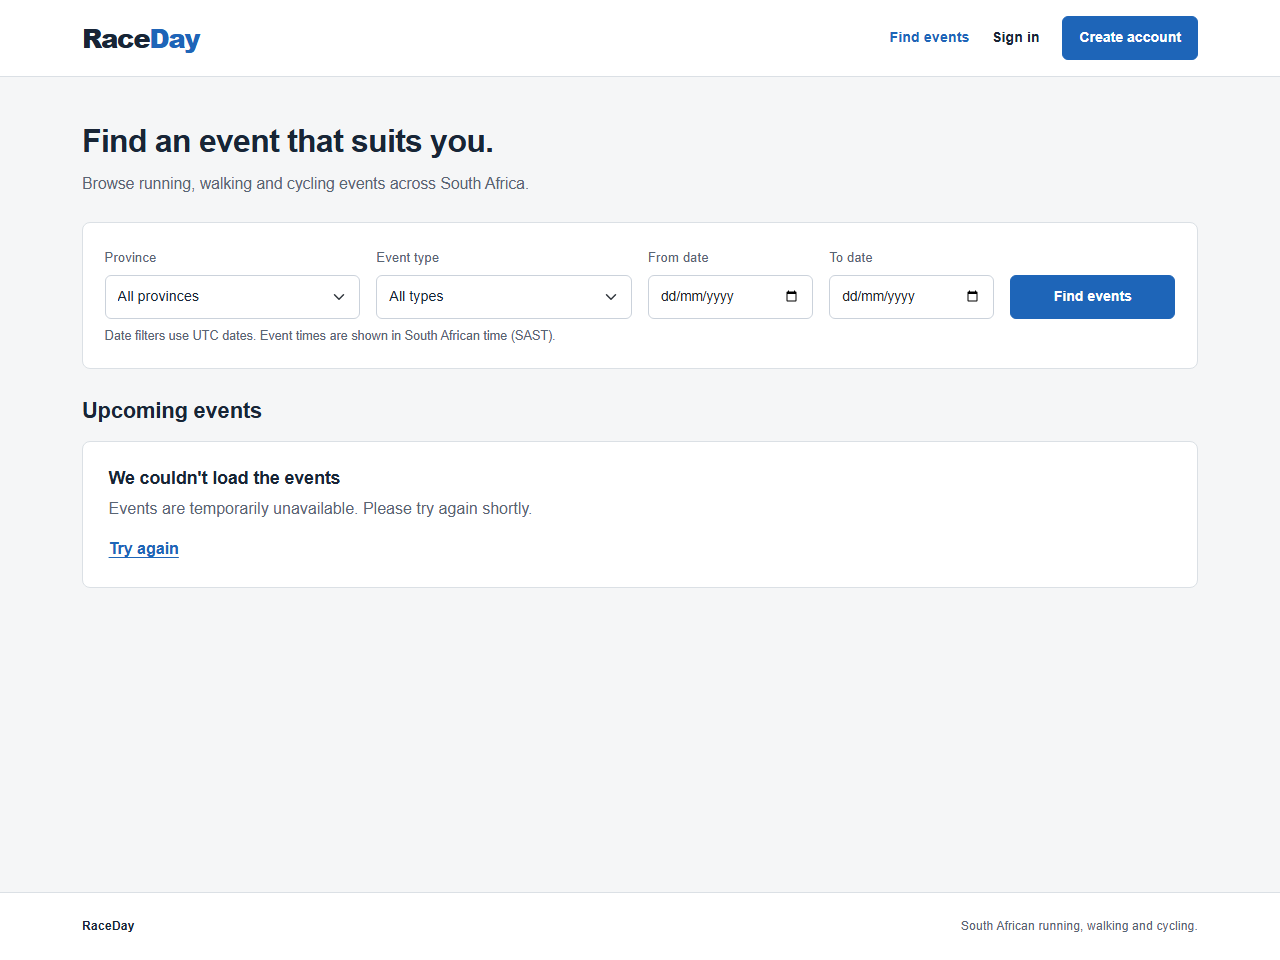 RaceDay
Find events
Sign in
Create account
Find an event that suits you.
Browse running, walking and cycling events across South Africa.
Province
Event type
From date
To date
All provinces
All types
dd/mm/yyyy
dd/mm/yyyy
Find events
Date filters use UTC dates. Event times are shown in South African time (SAST).
Upcoming events
We couldn't load the events
Events are temporarily unavailable. Please try again shortly.
Try again
RaceDay
South African running, walking and cycling.